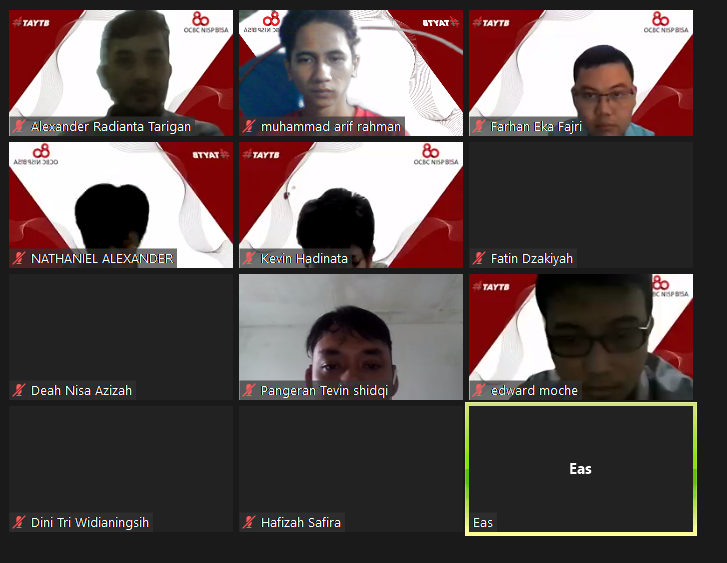 #TAYTB
OCBC NISP BISA
Alexander Radianta Tarigan
OCBC NISP BISA
#TAYTB
muhammad arif rahman
#TAYTB
OCBC NISP BISA
Farhan Eka Fajri
OCBC NISP BISA
#TAYTB
NATHANIEL ALEXANDER
#TAYTB
OCBC NISP BISA
Kevin Hadinata
Fatin Dzakiyah
Deah Nisa Azizah
Pangeran Tevin shidqi
#TAYTB
BC NISP BISA
edward moche
Dini Tri Widianingsih
Hafizah Safira
Eas
Eas